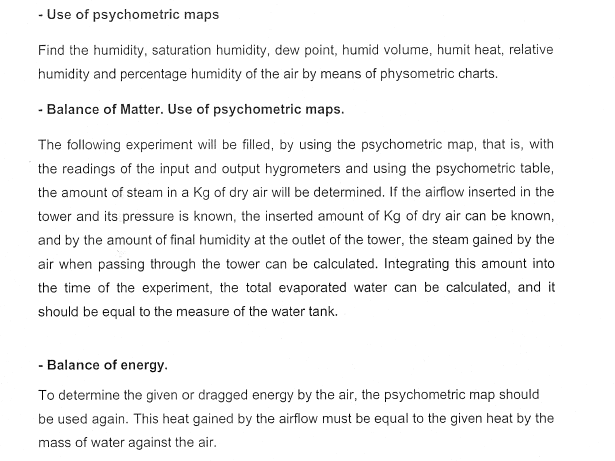 - Use of psychometric maps
Find the humidity, saturation humidity, dew point, humid volume, humit heat, relative
humidity and percentage humidity of the air by means of physometric charts.
- Balance of Matter. Use of psychometric maps.
The following experiment will be filled, by using the psychometric map, that is, with
the readings of the input and output hygrometers and using the psychometric table,
the amount of steam in a Kg of dry air will be determined. If the airflow inserted in the
tower and its pressure is known, the inserted amount of Kg of dry air can be known,
and by the amount of final humidity at the outlet of the tower, the steam gained by the
air when passing through the tower can be calculated. Integrating this amount into
the time of the experiment, the total evaporated water can be calculated, and it
should be equal to the measure of the water tank.
- Balance of energy.
To determine the given or dragged energy by the air, the psychometric map should
be used again. This heat gained by the airflow must be equal to the given heat by the
mass of water against the air.